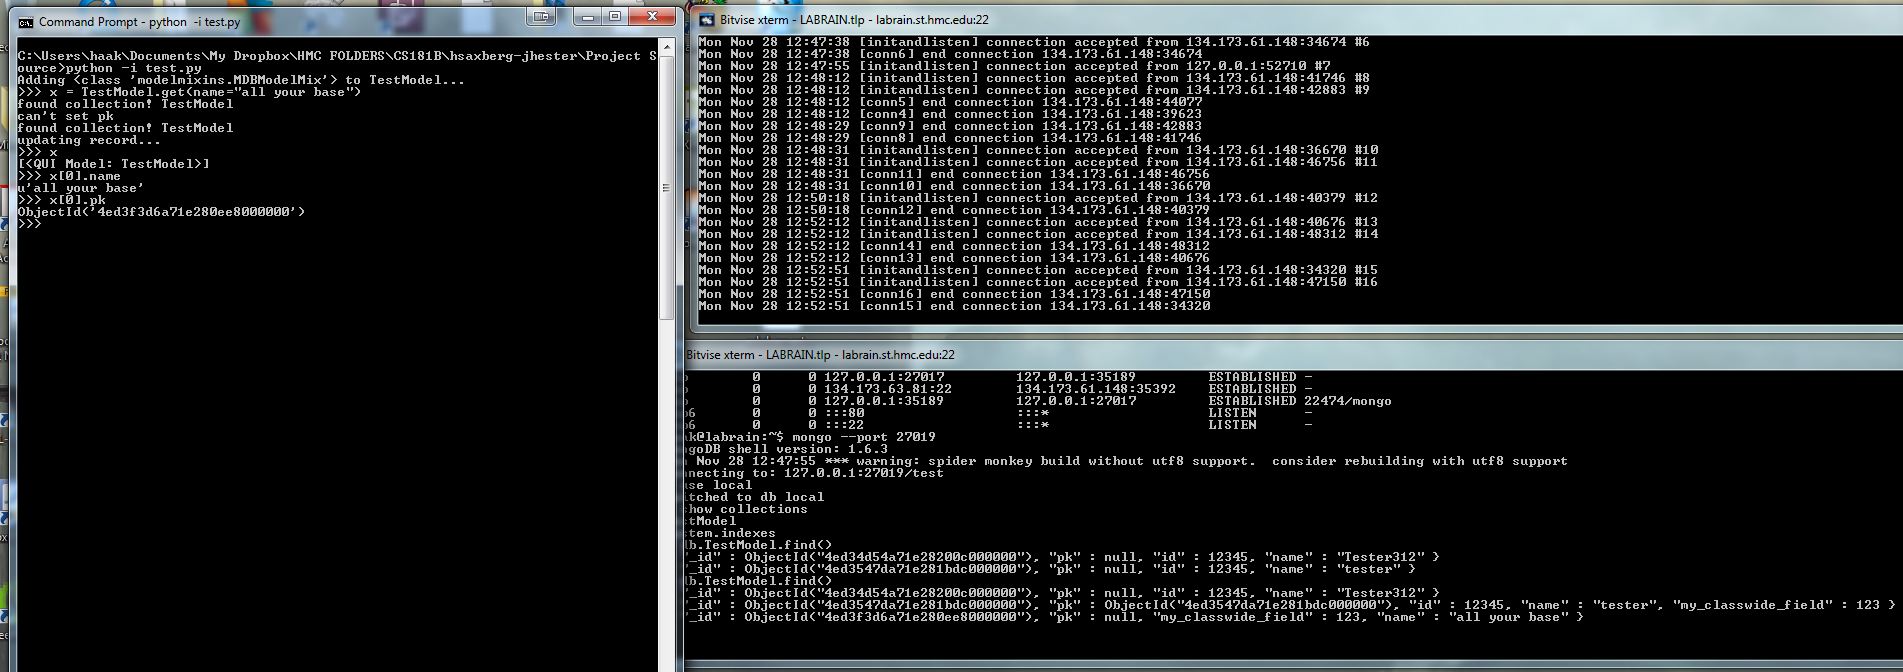 Command Prompt - python  -i test.py
C:\Users\haak\Documents\My Dropbox\HMC FOLDERS\CS181B\hsaxberg-jhester\Project S
ource>python -i test.py
Adding <class 'modelmixins.MDBModelMix'> to TestModel...
>>> x = TestModel.get(name="all your base")
found collection! TestModel
can't set pk
found collection! TestModel
updating record...
>>> x
[<QUI Model: TestModel>]
>>> x[0].name
u'all your base'
>>> x[0].pk
ObjectId('4ed3f3d6a71e280ee8000000')
>>>
Bitvise xterm - LABRAIN.tlp - labrain.st.hmc.edu:22
Mon Nov 28 12:47:38 [initandlisten] connection accepted from 134.173.61.148:34674 #6
Mon Nov 28 12:47:38 [conn6] end connection 134.173.61.148:34674
Mon Nov 28 12:47:55 [initandlisten] connection accepted from 127.0.0.1:52710 #7
Mon Nov 28 12:48:12 [initandlisten] connection accepted from 134.173.61.148:41746 #8
Mon Nov 28 12:48:12 [initandlisten] connection accepted from 134.173.61.148:42883 #9
Mon Nov 28 12:48:12 [conn5] end connection 134.173.61.148:44077
Mon Nov 28 12:48:12 [conn4] end connection 134.173.61.148:39623
Mon Nov 28 12:48:29 [conn9] end connection 134.173.61.148:42883
Mon Nov 28 12:48:29 [conn8] end connection 134.173.61.148:41746
Mon Nov 28 12:48:31 [initandlisten] connection accepted from 134.173.61.148:36670 #10
Mon Nov 28 12:48:31 [initandlisten] connection accepted from 134.173.61.148:46756 #11
Mon Nov 28 12:48:31 [conn11] end connection 134.173.61.148:46756
Mon Nov 28 12:48:31 [conn10] end connection 134.173.61.148:36670
Mon Nov 28 12:50:18 [initandlisten] connection accepted from 134.173.61.148:40379 #12
Mon Nov 28 12:50:18 [conn12] end connection 134.173.61.148:40379
Mon Nov 28 12:52:12 [initandlisten] connection accepted from 134.173.61.148:40676 #13
Mon Nov 28 12:52:12 [initandlisten] connection accepted from 134.173.61.148:48312 #14
Mon Nov 28 12:52:12 [conn14] end connection 134.173.61.148:48312
Mon Nov 28 12:52:12 [conn13] end connection 134.173.61.148:40676
Mon Nov 28 12:52:51 [initandlisten] connection accepted from 134.173.61.148:34320 #15
Mon Nov 28 12:52:51 [initandlisten] connection accepted from 134.173.61.148:47150 #16
Mon Nov 28 12:52:51 [conn16] end connection 134.173.61.148:47150
Mon Nov 28 12:52:51 [conn15] end connection 134.173.61.148:34320
Bitvise xterm - LABRAIN.tlp - labrain.st.hmc.edu:22
0 0 127.0.0.1:27017 127.0.0.1:35189 ESTABLISHED -
0 0 134.173.63.81:22 134.173.61.148:35392 ESTABLISHED -
0 0 127.0.0.1:35189 127.0.0.1:27017 ESTABLISHED 22474/mongo
6 0 0 :::80 :::* LISTEN -
6 0 0 :::22 :::* LISTEN -
k@labrain:~$ mongo --port 27019
goDB shell version: 1.6.3
Nov 28 12:47:55 *** warning: spider monkey build without utf8 support.  consider rebuilding with utf8 support
necting to: 127.0.0.1:27019/test
se local
tched to db local
how collections
tModel
tem.indexes
b.TestModel.find()
"_id" : ObjectId("4ed34d54a71e28200c000000"), "pk" : null, "id" : 12345, "name" : "Tester312" }
"_id" : ObjectId("4ed3547da71e281bdc000000"), "pk" : null, "id" : 12345, "name" : "tester" }
b.TestModel.find()
"_id" : ObjectId("4ed34d54a71e28200c000000"), "pk" : null, "id" : 12345, "name" : "Tester312" }
"_id" : ObjectId("4ed3547da71e281bdc000000"), "pk" : ObjectId("4ed3547da71e281bdc000000"), "id" : 12345, "name" : "tester", "my_classwide_field" : 123 }
"_id" : ObjectId("4ed3f3d6a71e280ee8000000"), "pk" : null, "my_classwide_field" : 123, "name" : "all your base" }